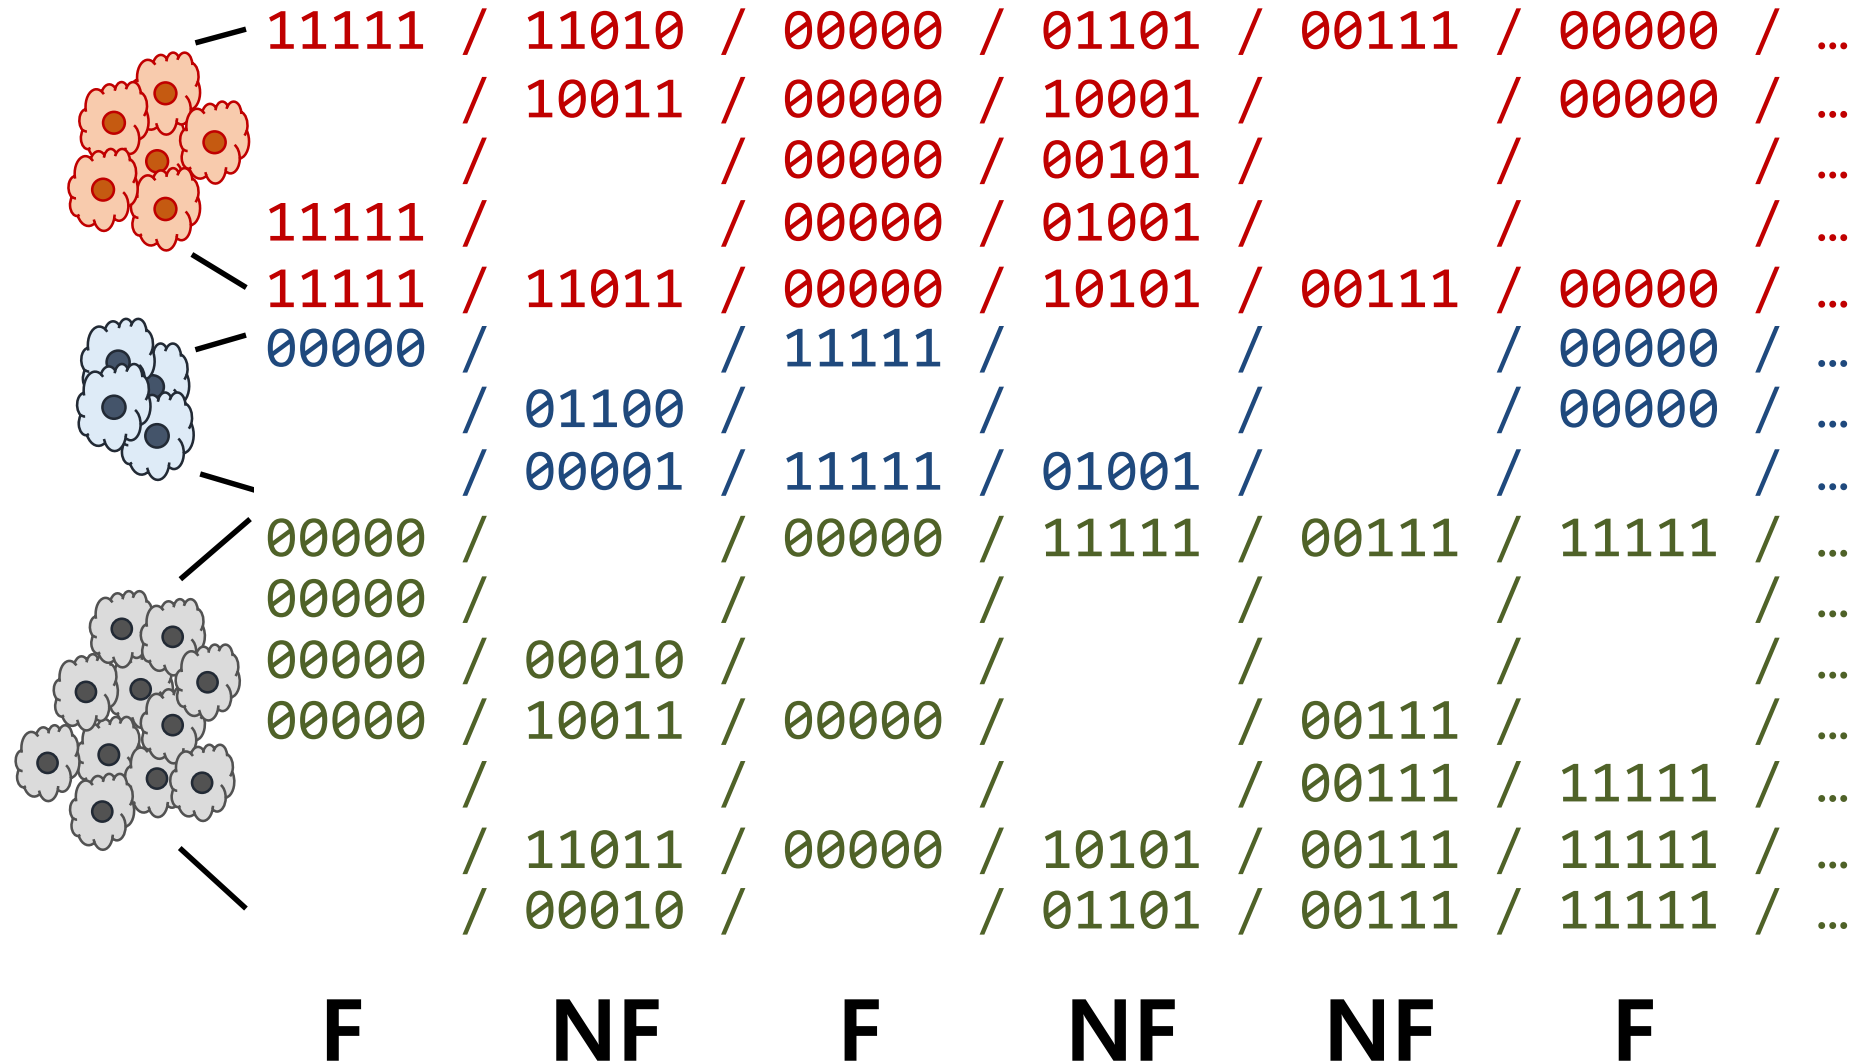 11111 / 11010 / 00000 / 01101 / 00111 / 00000 / ...
/ 10011 / 00000 / 10001 / / 00000 / ...
/ / 00000 / 00101 / / / ...
11111 / / 00000 / 01001 / / / ...
11111 / 11011 / 00000 / 10101 / 00111 / 00000 / ...
00000 / / 11111 / / / 00000 / ...
/ 01100 / / / / 00000 / ...
/ 00001 / 11111 / 01001 / / / ...
00000 / / 00000 / 11111 / 00111 / 11111 / ...
00000 / / / / / / ...
00000 / 00010 / / / / / ...
00000 / 10011 / 00000 / / 00111 / / ...
/ / / / 00111 / 11111 / ...
/ 11011 / 00000 / 10101 / 00111 / 11111 / ...
/ 00010 / / 01101 / 00111 / 11111 / ...
F NF F NF NF F